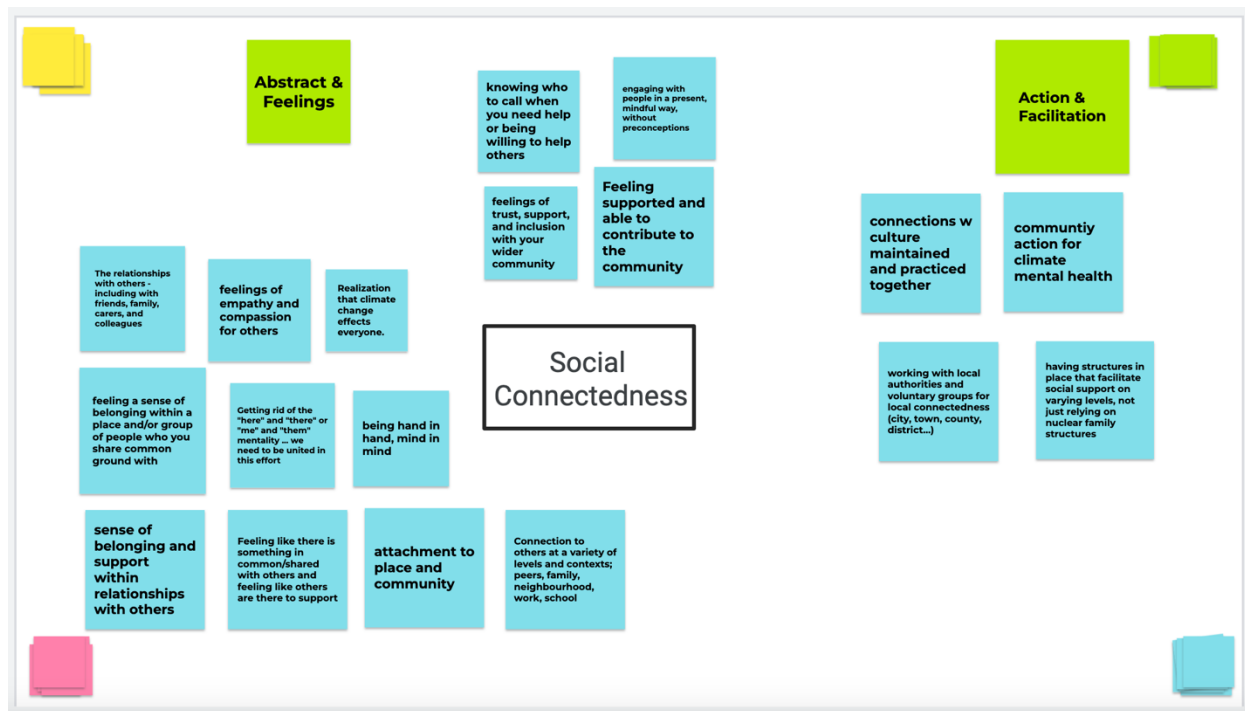 Abstract &
Feelings
knowing who
to call when
you need help
or being
willing to help
others
engaging with
people in a present,
mindful way,
without
preconceptions
feelings of
trust, support,
and inclusion
with your
wider
community
Feeling
supported and
able to
contribute to
the
community
Action &
Facilitation
The relationships
with others -
including with
friends, family,
carers, and
colleagues
feelings of
empathy and
compassion
for others
Realization
that climate
change
effects
everyone.
connections w
culture
maintained
and practiced
together
communtiy
action for
climate
mental health
Social
Connectedness
feeling a sense of
belonging within a
place and/or group
of people who you
share common
ground with
Getting rid of the
"here" and "there" or
"me" and "them"
mentality ... we
need to be united in
this effort
being hand in
hand, mind in
mind
working with local
authorities and
voluntary groups for
local connectedness
(city, town, county,
district...)
having structures in
place that facilitate
social support on
varying levels, not
just relying on
nuclear family
structures
sense of
belonging and
support
within
relationships
with others
Feeling like there is
something in
common/shared
with others and
feeling like others
are there to support
attachment to
place and
community
Connection to
others at a variety of
levels and contexts;
peers, family,
neighbourhood,
work, school